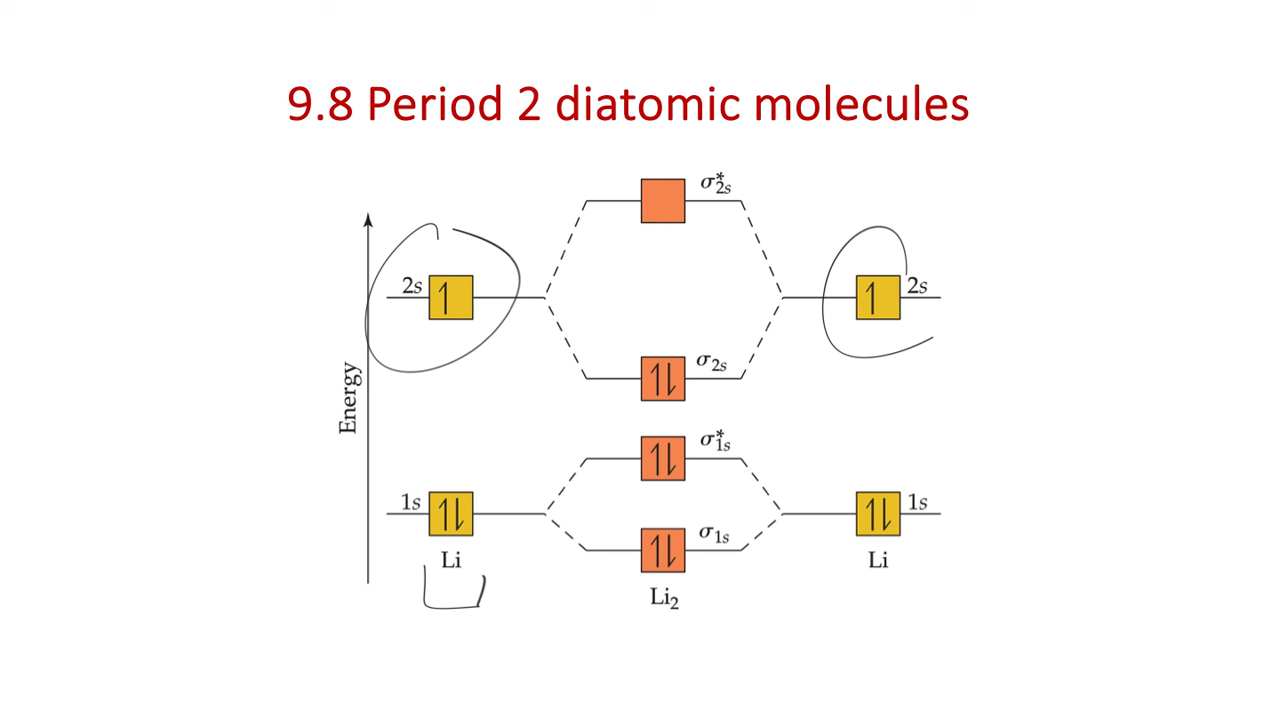 9.8 Period 2 diatomic molecules
σ*2s
2s
2s
σ2s
Energy
σ*1s
1s
1s
σ1s
Li
Li
Li2